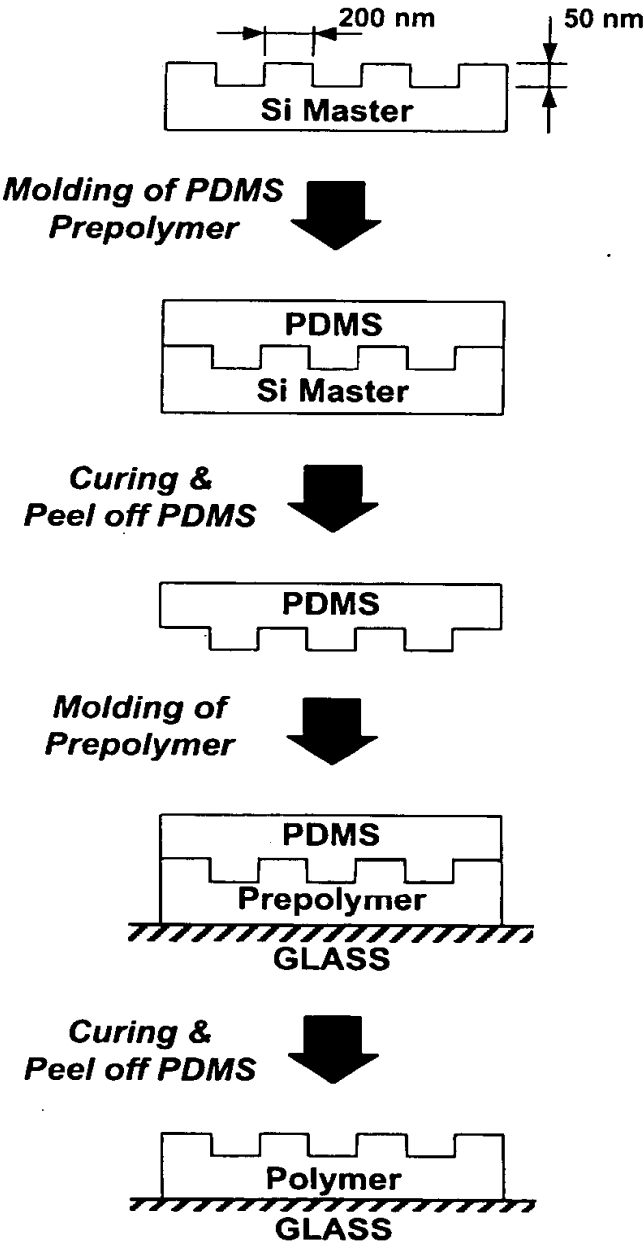 200 nm
50 nm
Si Master
Molding of PDMS
Prepolymer
PDMS
Si Master
Curing &
Peel off PDMS
PDMS
Molding of
Prepolymer
PDMS
Prepolymer
GLASS
Curing &
Peel off PDMS
Polymer
GLASS